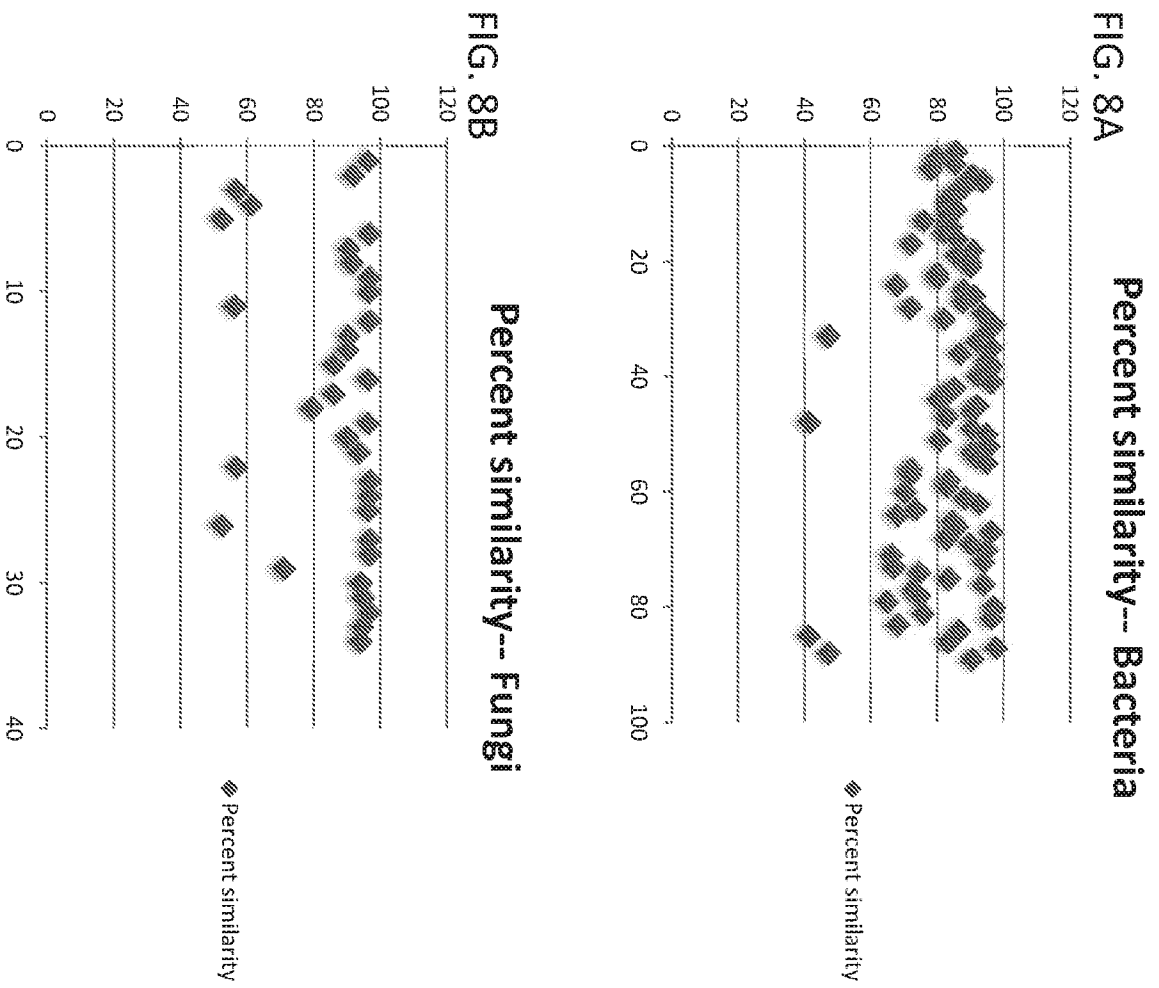 FIG. 8A
Percent similarity-- Bacteria
120
100
80
60
40
20
0
0 20 40 60 80 100
Percent similarity
FIG. 8B
Percent similarity-- Fungi
120
100
80
60
40
20
0
0 10 20 30 40
Percent similarity